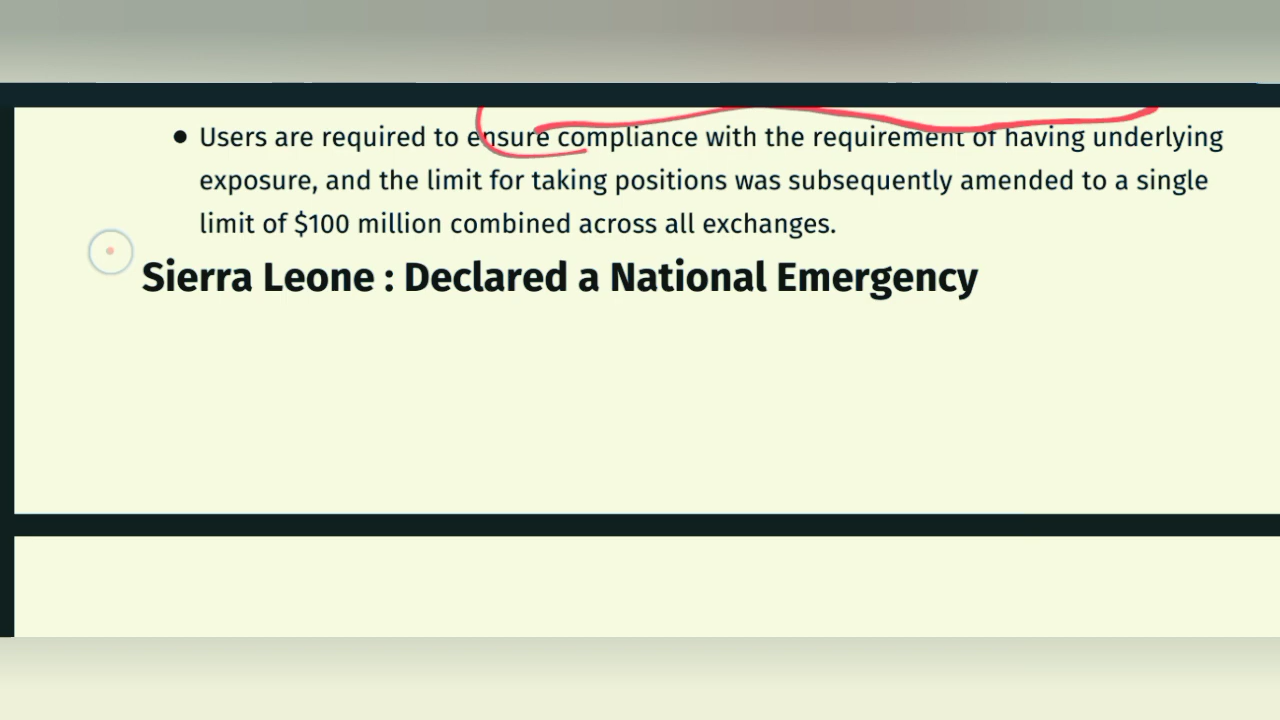 • Users are required to ensure compliance with the requirement of having underlying
exposure, and the limit for taking positions was subsequently amended to a single
limit of $100 million combined across all exchanges.
Sierra Leone : Declared a National Emergency